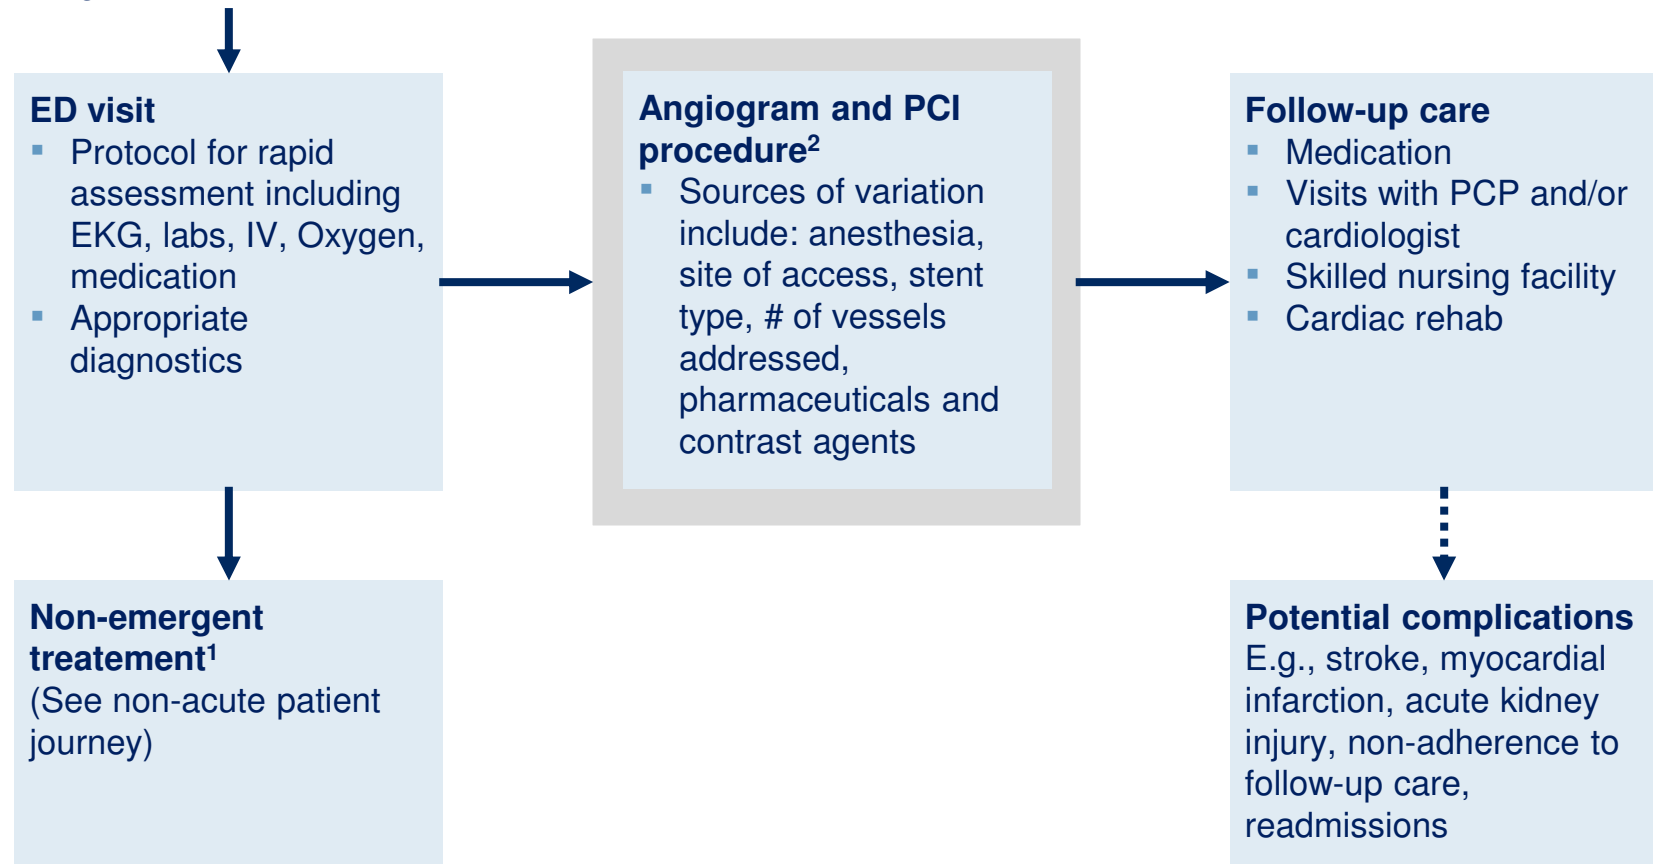 ED visit
▪ Protocol for rapid
assessment including
EKG, labs, IV, Oxygen,
medication
▪ Appropriate
diagnostics
Angiogram and PCI
procedure²
▪ Sources of variation
include: anesthesia,
site of access, stent
type, # of vessels
addressed,
pharmaceuticals and
contrast agents
Follow-up care
▪ Medication
▪ Visits with PCP and/or
cardiologist
▪ Skilled nursing facility
▪ Cardiac rehab
Non-emergent
treatement¹
(See non-acute patient
journey)
Potential complications
E.g., stroke, myocardial
infarction, acute kidney
injury, non-adherence to
follow-up care,
readmissions